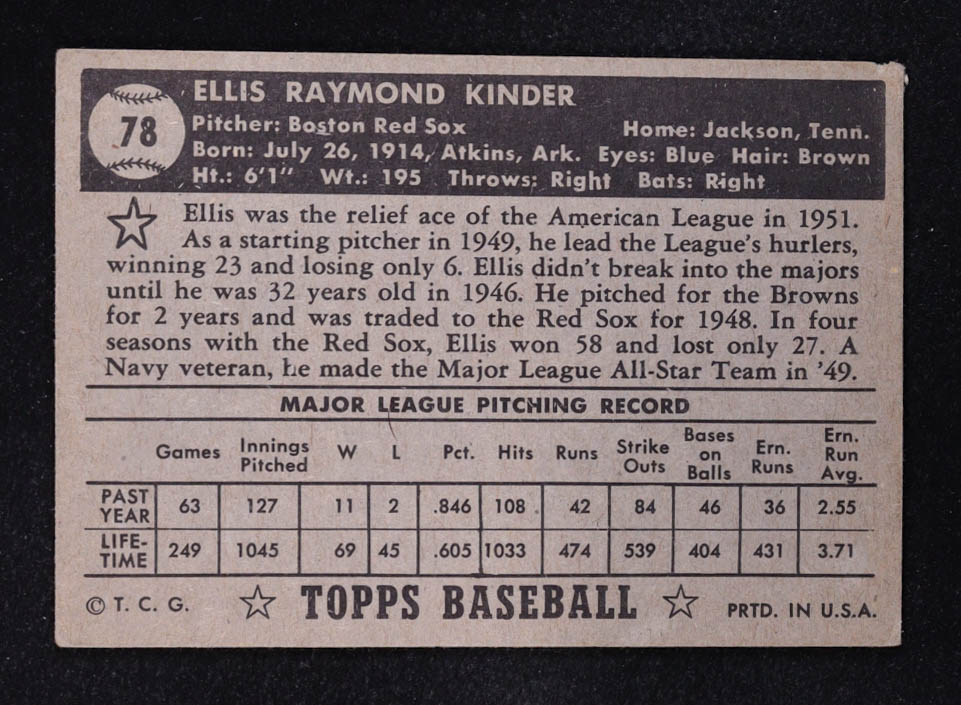 78
ELLIS RAYMOND KINDER
Pitcher: Boston Red Sox Home: Jackson, Tenn.
Born: July 26, 1914, Atkins, Ark. Eyes: Blue Hair: Brown
Ht.: 6'1" Wt.: 195 Throws: Right Bats: Right
Ellis was the relief ace of the American League in 1951.
As a starting pitcher in 1949, he lead the League's hurlers,
winning 23 and losing only 6. Ellis didn't break into the majors
until he was 32 years old in 1946. He pitched for the Browns
for 2 years and was traded to the Red Sox for 1948. In four
seasons with the Red Sox, Ellis won 58 and lost only 27. A
Navy veteran, he made the Major League All-Star Team in '49.
MAJOR LEAGUE PITCHING RECORD
Games Innings Pitched W L Pct. Hits Runs Strike Outs Bases on Balls Ern. Runs Ern. Run Avg.
PAST YEAR 63 127 11 2 .846 108 42 84 46 36 2.55
LIFE-TIME 249 1045 69 45 .605 1033 474 539 404 431 3.71
© T. C. G. TOPPS BASEBALL PRTD. IN U.S.A.